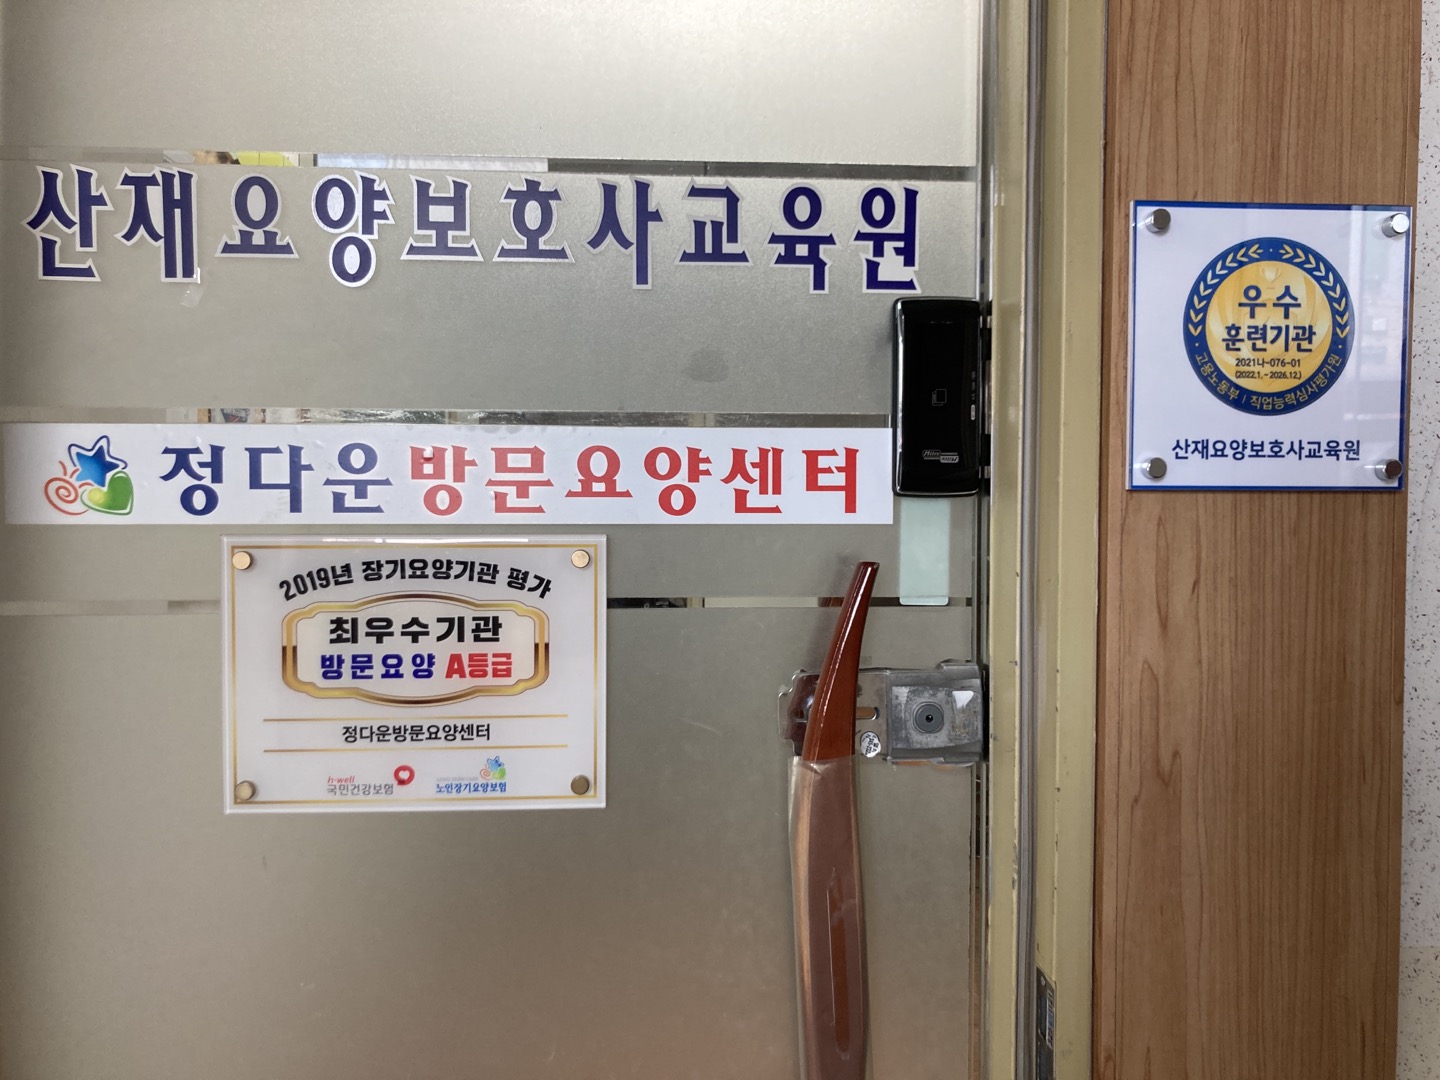 산재요양보호사교육원
정다운방문요양센터
2019년 장기요양기관 평가
최우수기관
방문요양 A등급
정다운방문요양센터
h-well
국민건강보험
노인장기요양보험
우수
훈련기관
2021나-076-01
(2022.1.~2026.12.)
고용노동부 | 직업능력심사평가원
산재요양보호사교육원